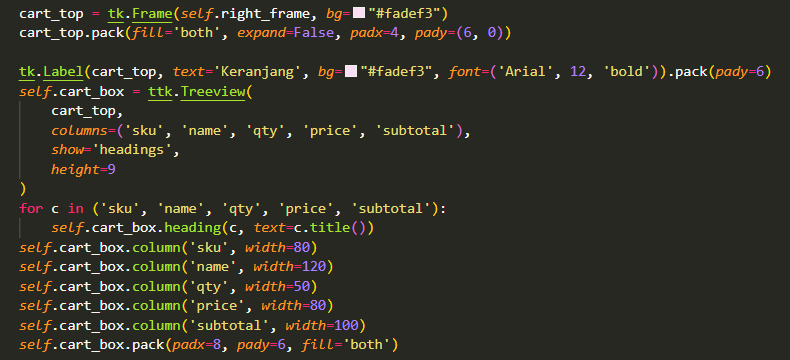 cart_top = tk.Frame(self.right_frame, bg="#fadef3")
cart_top.pack(fill='both', expand=False, padx=4, pady=(6, 0))
tk.Label(cart_top, text='Keranjang', bg="#fadef3", font=('Arial', 12, 'bold')).pack(pady=6)
self.cart_box = ttk.Treeview(
    cart_top,
    columns=('sku', 'name', 'qty', 'price', 'subtotal'),
    show='headings',
    height=9
)
for c in ('sku', 'name', 'qty', 'price', 'subtotal'):
    self.cart_box.heading(c, text=c.title())
self.cart_box.column('sku', width=80)
self.cart_box.column('name', width=120)
self.cart_box.column('qty', width=50)
self.cart_box.column('price', width=80)
self.cart_box.column('subtotal', width=100)
self.cart_box.pack(padx=8, pady=6, fill='both')